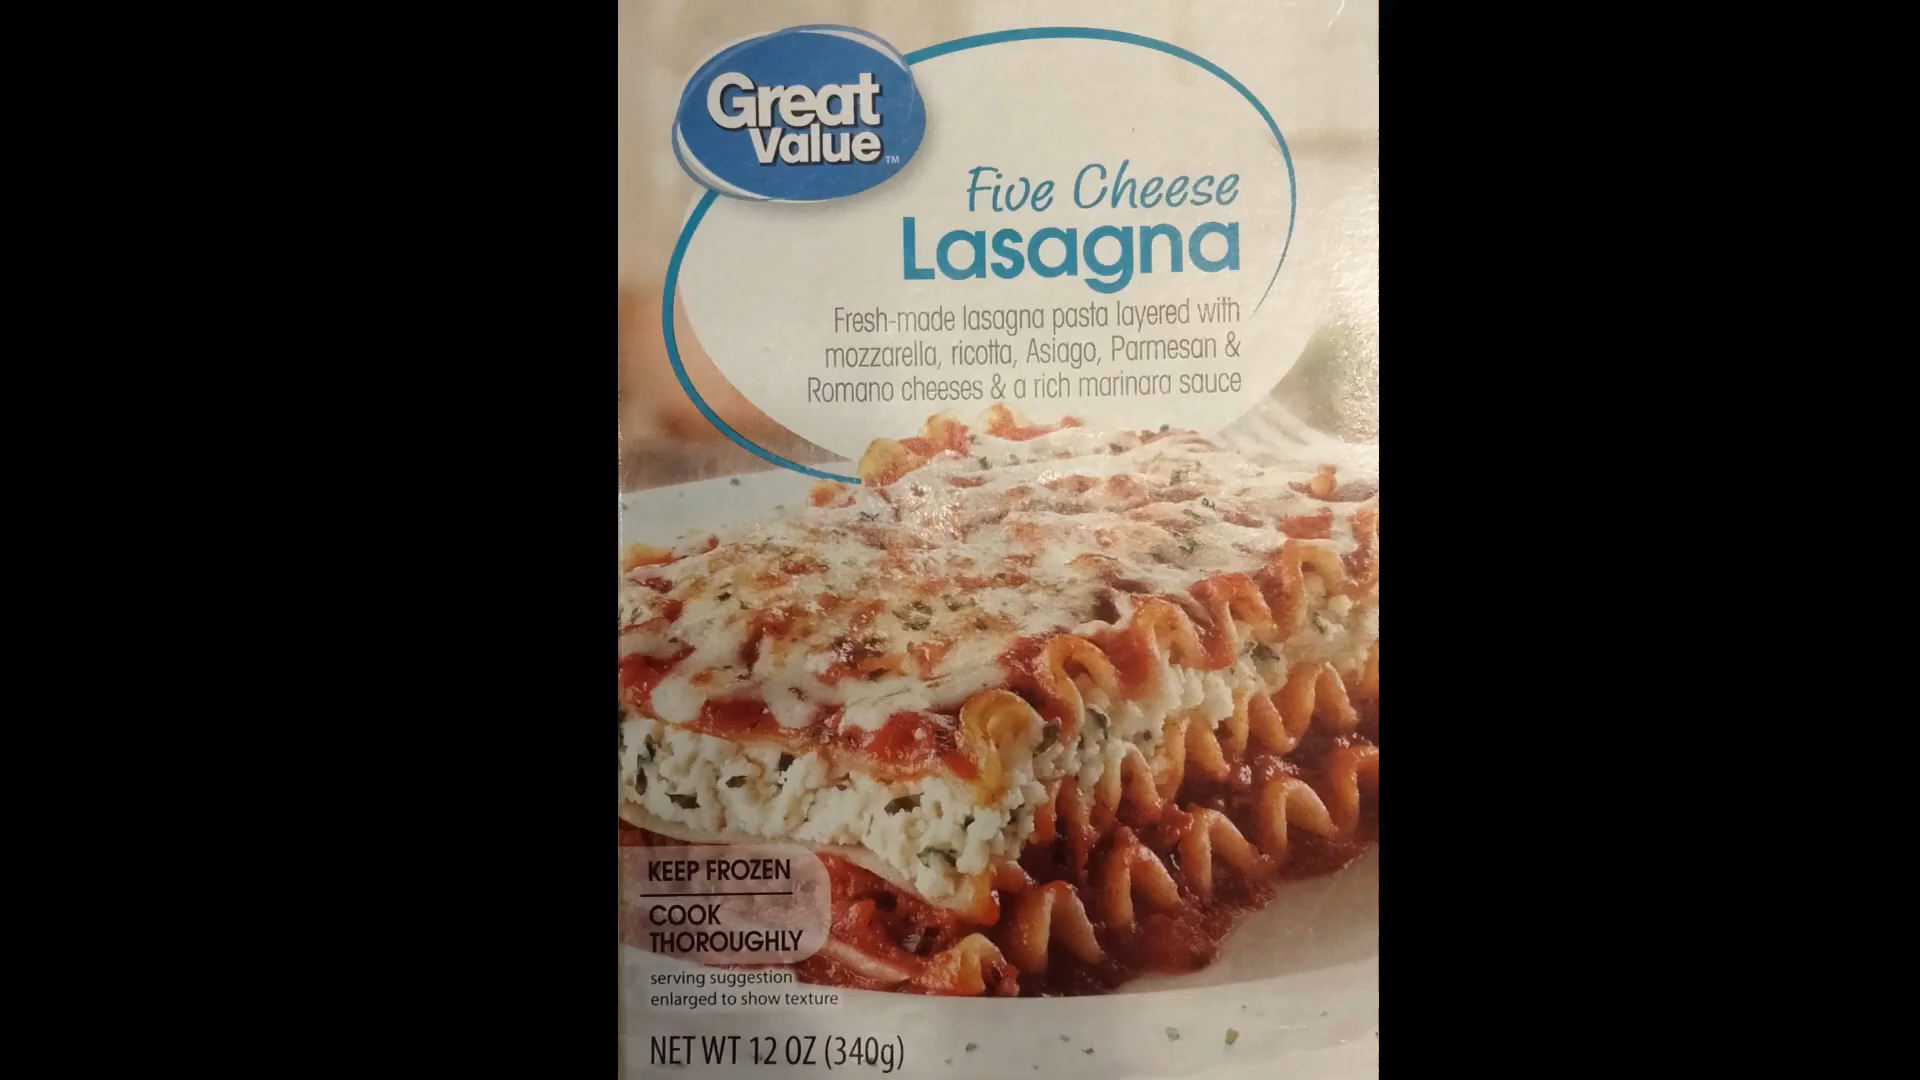 Great
Value
™
Five Cheese
Lasagna
Fresh-made lasagna pasta layered with
mozzarella, ricotta, Asiago, Parmesan &
Romano cheeses & a rich marinara sauce
KEEP FROZEN
COOK
THOROUGHLY
serving suggestion
enlarged to show texture
NET WT 12 OZ (340g)